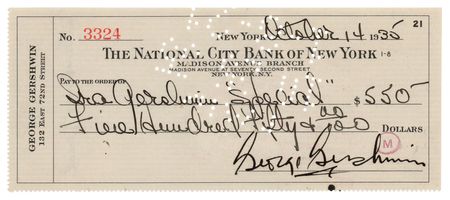 21
No. 3324 NEW YORK October 14 1935
THE NATIONAL CITY BANK OF NEW YORK 1-8
MADISON AVENUE BRANCH
MADISON AVENUE AT SEVENTY SECOND STREET
NEW YORK, N.Y.
PAY TO THE ORDER OF
Ira Gershwin "Special" $550
Five Hundred Fifty & 00/100 DOLLARS
M
George Gershwin
GEORGE GERSHWIN
132 EAST 72ND STREET